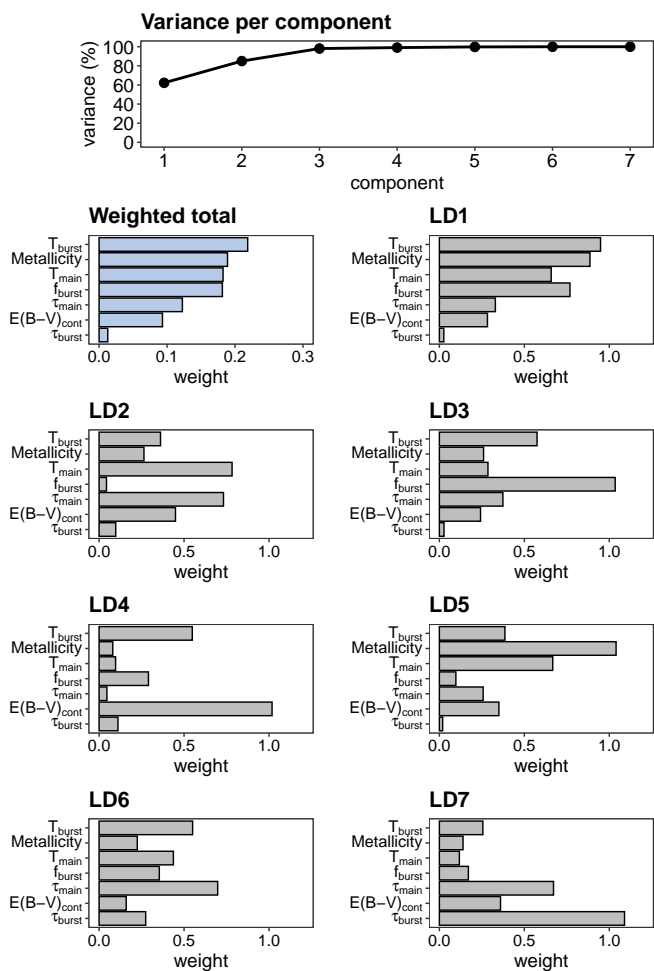 Variance per component
variance (%)
100
80
60
40
20
0
1 2 3 4 5 6 7
component
Weighted total
T_burst
Metallicity
T_main
f_burst
τ_main
E(B−V)_cont
τ_burst
0.0 0.1 0.2 0.3
weight
LD1
T_burst
Metallicity
T_main
f_burst
τ_main
E(B−V)_cont
τ_burst
0.0 0.5 1.0
weight
LD2
T_burst
Metallicity
T_main
f_burst
τ_main
E(B−V)_cont
τ_burst
0.0 0.5 1.0
weight
LD3
T_burst
Metallicity
T_main
f_burst
τ_main
E(B−V)_cont
τ_burst
0.0 0.5 1.0
weight
LD4
T_burst
Metallicity
T_main
f_burst
τ_main
E(B−V)_cont
τ_burst
0.0 0.5 1.0
weight
LD5
T_burst
Metallicity
T_main
f_burst
τ_main
E(B−V)_cont
τ_burst
0.0 0.5 1.0
weight
LD6
T_burst
Metallicity
T_main
f_burst
τ_main
E(B−V)_cont
τ_burst
0.0 0.5 1.0
weight
LD7
T_burst
Metallicity
T_main
f_burst
τ_main
E(B−V)_cont
τ_burst
0.0 0.5 1.0
weight